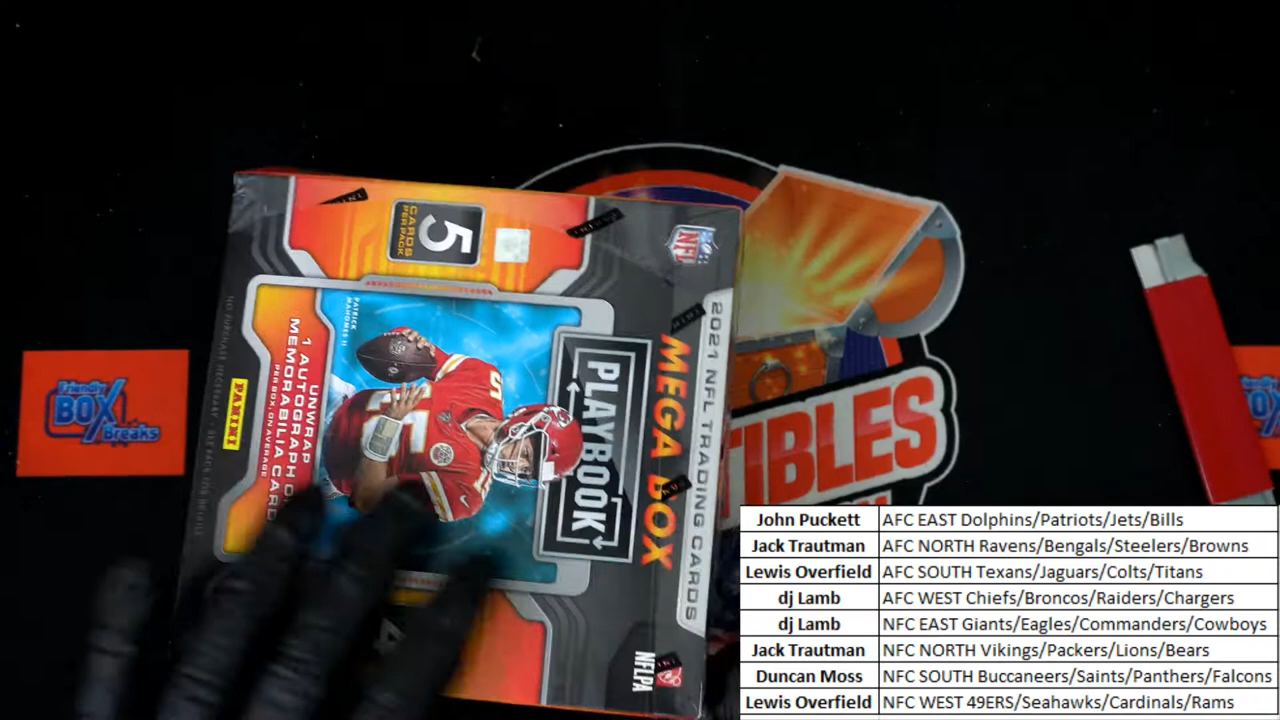 5
CARDS
PER PACK
NFL
2021 NFL TRADING CARDS
MEGA BOX
PLAYBOOK
PATRICK
MAHOMES II
15
UNWRAP
1 AUTOGRAPH O
MEMORABILIA CARD
PER BOX, ON AVERAGE
PANINI
NFLPA
Friendly
BOX
Breaks
TIBLES
John Puckett AFC EAST Dolphins/Patriots/Jets/Bills
Jack Trautman AFC NORTH Ravens/Bengals/Steelers/Browns
Lewis Overfield AFC SOUTH Texans/Jaguars/Colts/Titans
dj Lamb AFC WEST Chiefs/Broncos/Raiders/Chargers
dj Lamb NFC EAST Giants/Eagles/Commanders/Cowboys
Jack Trautman NFC NORTH Vikings/Packers/Lions/Bears
Duncan Moss NFC SOUTH Buccaneers/Saints/Panthers/Falcons
Lewis Overfield NFC WEST 49ERS/Seahawks/Cardinals/Rams